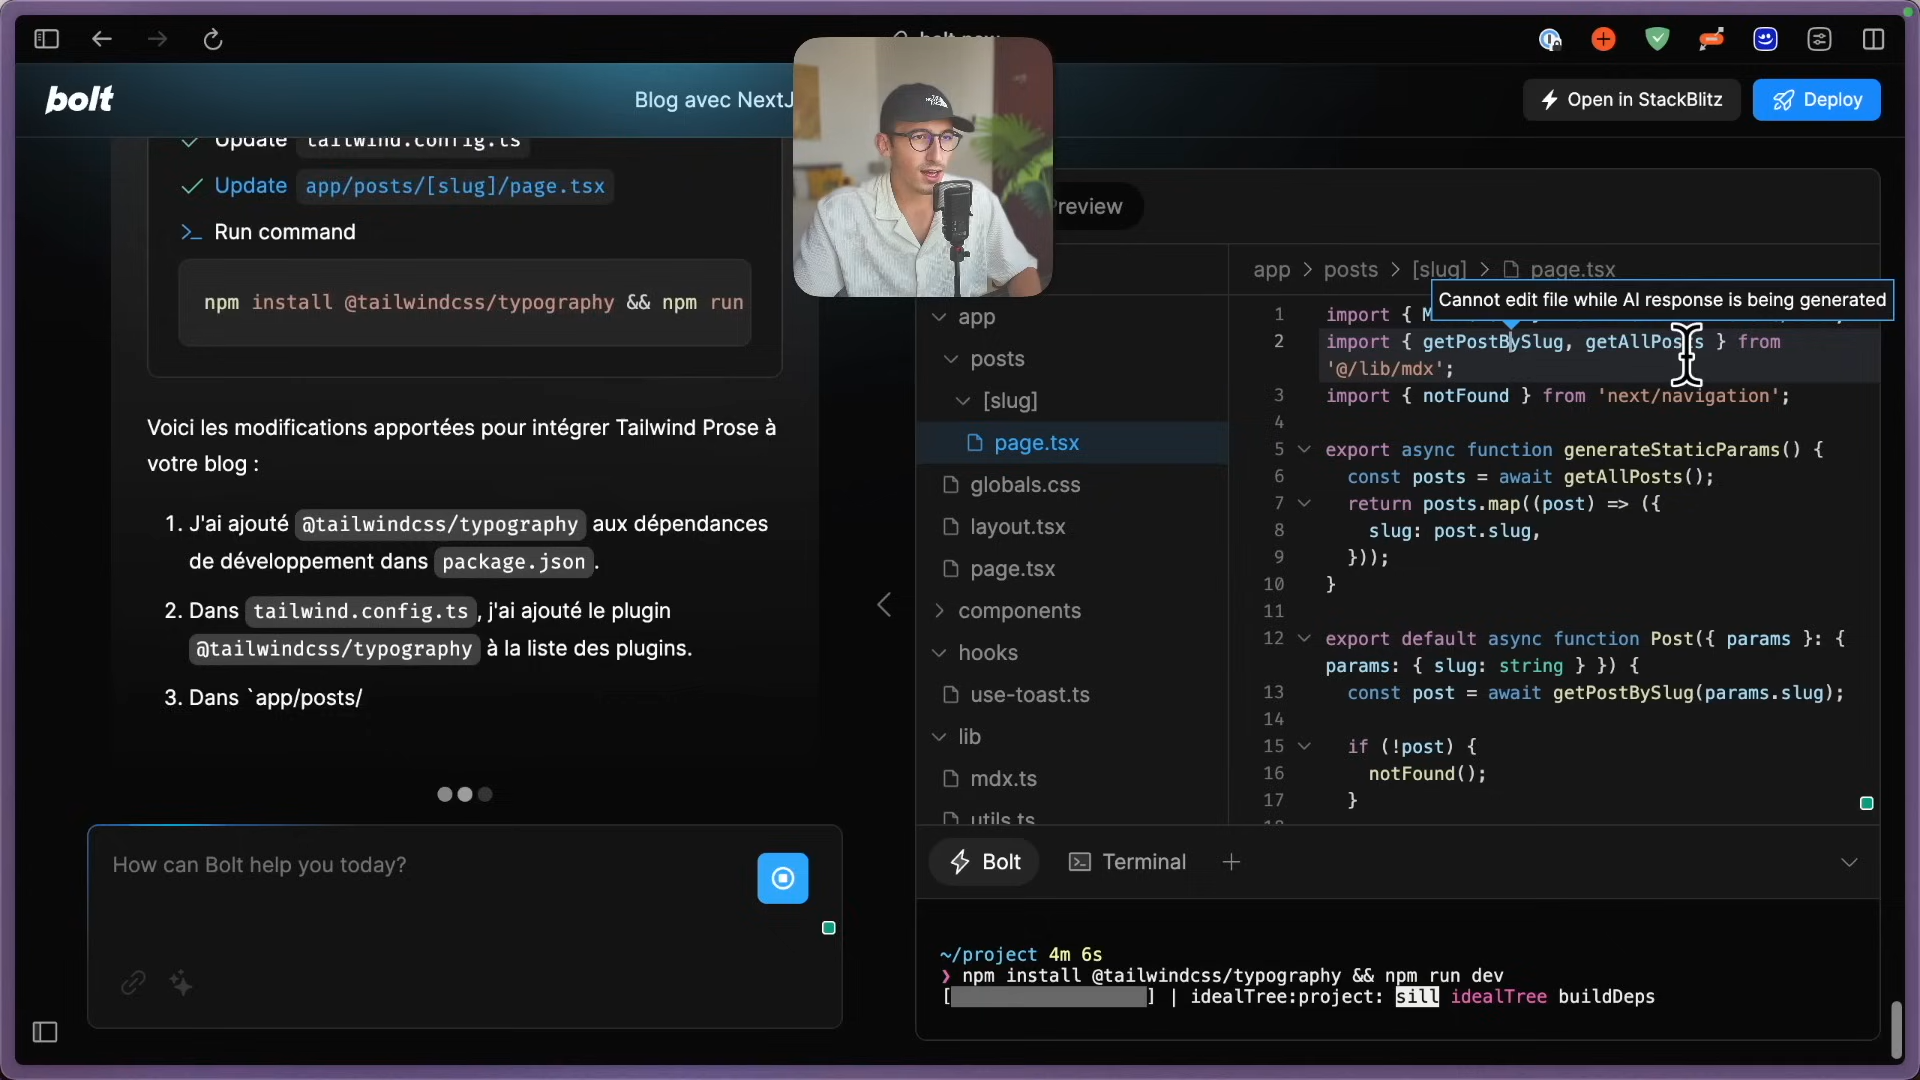 bolt
Blog avec NextJ
Open in StackBlitz
Deploy
Update tailwind.config.ts
Update app/posts/[slug]/page.tsx
Run command
npm install @tailwindcss/typography && npm run
Voici les modifications apportées pour intégrer Tailwind Prose à
votre blog :
1. J'ai ajouté @tailwindcss/typography aux dépendances
de développement dans package.json.
2. Dans tailwind.config.ts, j'ai ajouté le plugin
@tailwindcss/typography à la liste des plugins.
3. Dans `app/posts/
How can Bolt help you today?
Preview
app
posts
[slug]
page.tsx
globals.css
layout.tsx
page.tsx
components
hooks
use-toast.ts
lib
mdx.ts
utils.ts
app > posts > [slug] > page.tsx
Cannot edit file while AI response is being generated
1 import { M
2 import { getPostBySlug, getAllPosts } from
'@/lib/mdx';
3 import { notFound } from 'next/navigation';
4
5 export async function generateStaticParams() {
6 const posts = await getAllPosts();
7 return posts.map((post) => ({
8 slug: post.slug,
9 }));
10 }
11
12 export default async function Post({ params }: {
params: { slug: string } }) {
13 const post = await getPostBySlug(params.slug);
14
15 if (!post) {
16 notFound();
17 }
Bolt
Terminal
~/project 4m 6s
❯ npm install @tailwindcss/typography && npm run dev
[ ] | idealTree:project: sill idealTree buildDeps